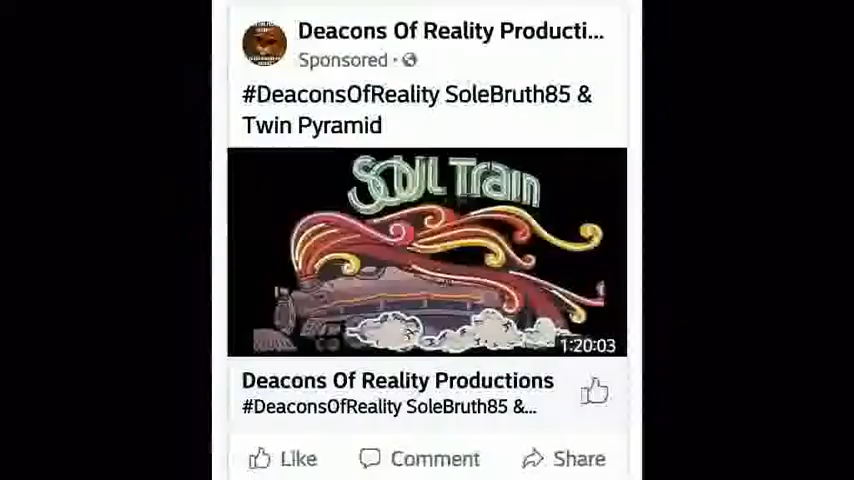 Deacons Of Reality Producti...
Sponsored ·
#DeaconsOfReality SoleBruth85 &
Twin Pyramid
SOUL Train
1:20:03
Deacons Of Reality Productions
#DeaconsOfReality SoleBruth85 &...
Like Comment Share